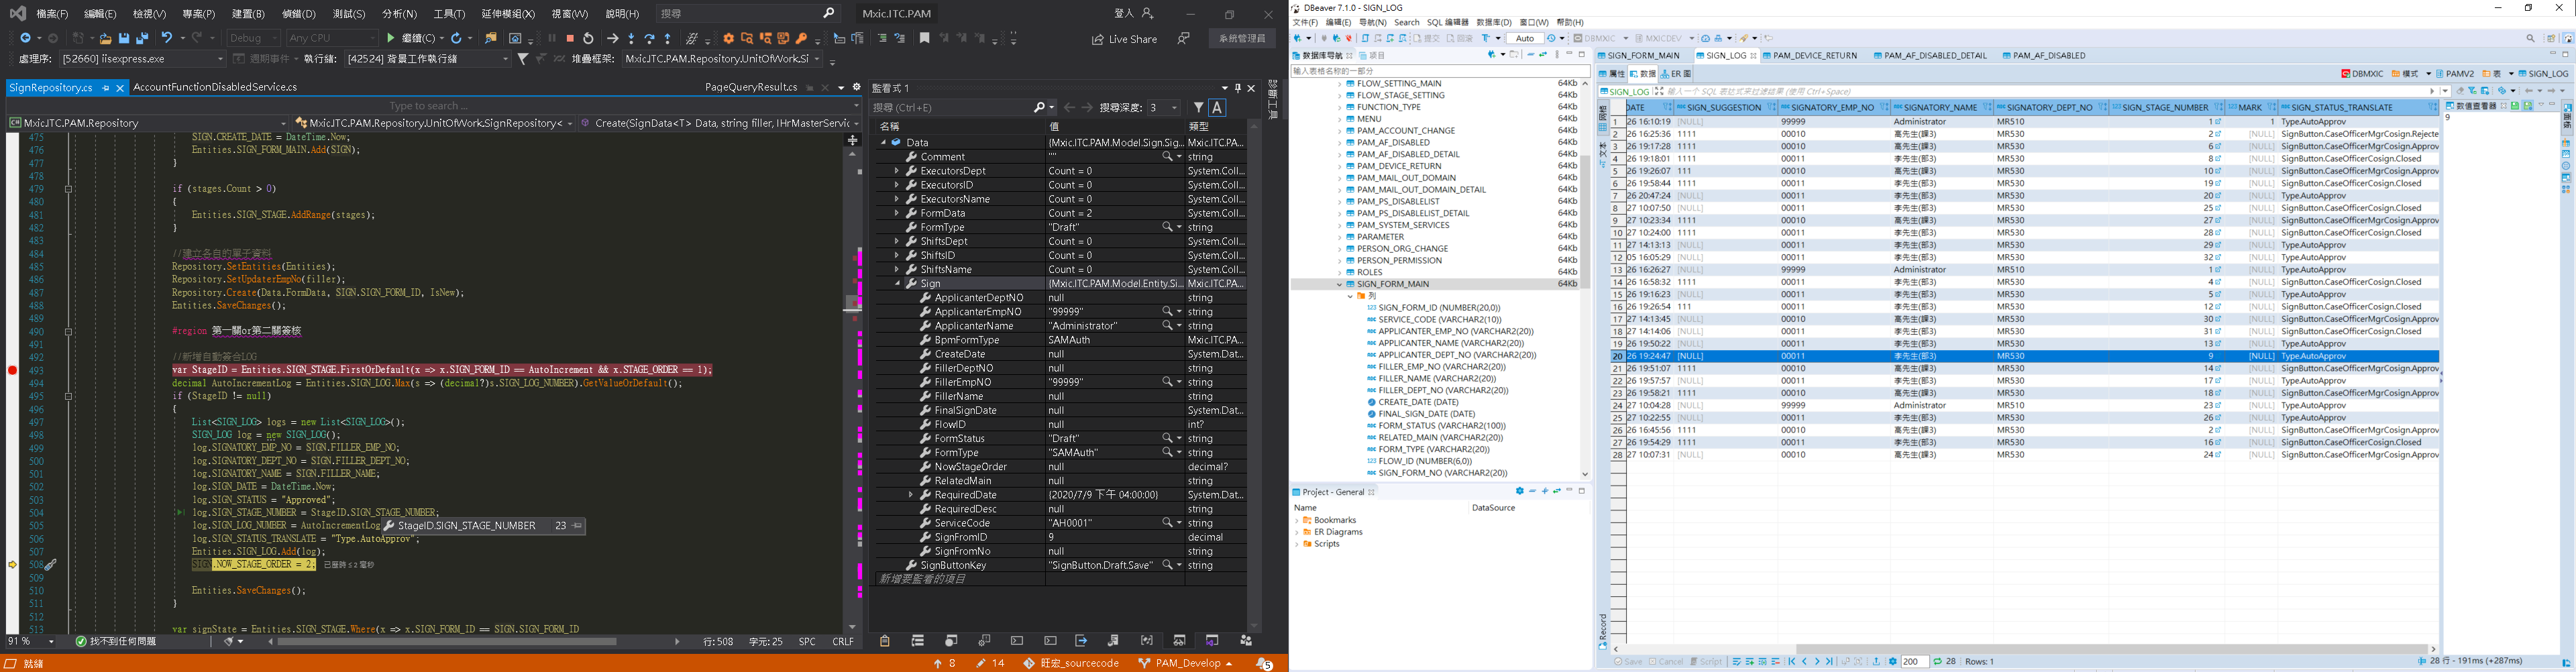 檔案(F) 編輯(E) 檢視(V) 專案(P) 建置(B) 偵錯(D) 測試(S) 分析(N) 工具(T) 延伸模組(X) 視窗(W) 說明(H) 搜尋 Mxic.ITC.PAM 登入
Debug Any CPU 繼續(C) Live Share 系統管理員
處理序: [52660] iisexpress.exe 週期事件 執行緒: [42524] 背景工作執行緒 堆疊框架: Mxic.ITC.PAM.Repository.UnitOfWork.Si
SignRepository.cs AccountFunctionDisabledService.cs PageQueryResult.cs
Type to search ...
Mxic.ITC.PAM.Repository Mxic.ITC.PAM.Repository.UnitOfWork.SignRepository< Create(SignData<T> Data, string filler, IHrMasterServic
475 SIGN.CREATE_DATE = DateTime.Now;
476 Entities.SIGN_FORM_MAIN.Add(SIGN);
477 }
478
479 if (stages.Count > 0)
480 {
481 Entities.SIGN_STAGE.AddRange(stages);
482 }
483
484 //建立各自的單子資料
485 Repository.SetEntities(Entities);
486 Repository.SetUpdaterEmpNo(filler);
487 Repository.Create(Data.FormData, SIGN.SIGN_FORM_ID, IsNew);
488 Entities.SaveChanges();
489
490 #region 第一關or第二關簽核
491
492 //新增自動簽合LOG
493 var StageID = Entities.SIGN_STAGE.FirstOrDefault(x => x.SIGN_FORM_ID == AutoIncrement && x.STAGE_ORDER == 1);
494 decimal AutoIncrementLog = Entities.SIGN_LOG.Max(s => (decimal?)s.SIGN_LOG_NUMBER).GetValueOrDefault();
495 if (StageID != null)
496 {
497 List<SIGN_LOG> logs = new List<SIGN_LOG>();
498 SIGN_LOG log = new SIGN_LOG();
499 log.SIGNATORY_EMP_NO = SIGN.FILLER_EMP_NO;
500 log.SIGNATORY_DEPT_NO = SIGN.FILLER_DEPT_NO;
501 log.SIGNATORY_NAME = SIGN.FILLER_NAME;
502 log.SIGN_DATE = DateTime.Now;
503 log.SIGN_STATUS = "Approved";
504 log.SIGN_STAGE_NUMBER = StageID.SIGN_STAGE_NUMBER;
505 log.SIGN_LOG_NUMBER = AutoIncrementLog StageID.SIGN_STAGE_NUMBER 23
506 log.SIGN_STATUS_TRANSLATE = "Type.AutoApprov";
507 Entities.SIGN_LOG.Add(log);
508 SIGN.NOW_STAGE_ORDER = 2; 已歷時 ≤ 2 毫秒
509
510 Entities.SaveChanges();
511 }
513 var signState = Entities.SIGN_STAGE.Where(x => x.SIGN_FORM_ID == SIGN.SIGN_FORM_ID
91 % 找不到任何問題 行: 508 字元: 25 SPC CRLF
就緒 8 14 旺宏_sourcecode PAM_Develop 5
監看式 1
搜尋 (Ctrl+E) 搜尋深度: 3
名稱 值 類型
Data {Mxic.ITC.PAM.Model.Sign.Sig... Mxic.ITC.PA...
Comment "" string
ExecutorsDept Count = 0 System.Coll...
ExecutorsID Count = 0 System.Coll...
ExecutorsName Count = 0 System.Coll...
FormData Count = 2 System.Coll...
FormType "Draft" string
ShiftsDept Count = 0 System.Coll...
ShiftsID Count = 0 System.Coll...
ShiftsName Count = 0 System.Coll...
Sign {Mxic.ITC.PAM.Model.Entity.Si... Mxic.ITC.PA...
ApplicanterDeptNO null string
ApplicanterEmpNO "99999" string
ApplicanterName "Administrator" string
BpmFormType SAMAuth Mxic.ITC.PA...
CreateDate null System.Dat...
FillerDeptNO null string
FillerEmpNO "99999" string
FillerName null string
FinalSignDate null System.Dat...
FlowID null int?
FormStatus "Draft" string
FormType "SAMAuth" string
NowStageOrder null decimal?
RelatedMain null string
RequiredDate {2020/7/9 下午 04:00:00} System.Dat...
RequiredDesc null string
ServiceCode "AH0001" string
SignFromID 9 decimal
SignFromNo null string
SignButtonKey "SignButton.Draft.Save" string
新增要監看的項目
診斷工具
DBeaver 7.1.0 - SIGN_LOG
文件(F) 编辑(E) 导航(N) Search SQL 编辑器 数据库(D) 窗口(W) 帮助(H)
提交 回滚 Auto DBMXIC MXICDEV
数据库导航 项目
输入表格名称的一部分
FLOW_SETTING_MAIN 64Kb
FLOW_STAGE_SETTING 64Kb
FUNCTION_TYPE 64Kb
MENU 64Kb
PAM_ACCOUNT_CHANGE 64Kb
PAM_AF_DISABLED 64Kb
PAM_AF_DISABLED_DETAIL 64Kb
PAM_DEVICE_RETURN 64Kb
PAM_MAIL_OUT_DOMAIN 64Kb
PAM_MAIL_OUT_DOMAIN_DETAIL 64Kb
PAM_PS_DISABLELIST 64Kb
PAM_PS_DISABLELIST_DETAIL 64Kb
PAM_SYSTEM_SERVICES 64Kb
PARAMETER 64Kb
PERSON_ORG_CHANGE 64Kb
PERSON_PERMISSION 64Kb
ROLES 64Kb
SIGN_FORM_MAIN 64Kb
列
SIGN_FORM_ID (NUMBER(20,0))
SERVICE_CODE (VARCHAR2(10))
APPLICANTER_EMP_NO (VARCHAR2(20))
APPLICANTER_NAME (VARCHAR2(20))
APPLICANTER_DEPT_NO (VARCHAR2(20))
FILLER_EMP_NO (VARCHAR2(20))
FILLER_NAME (VARCHAR2(20))
FILLER_DEPT_NO (VARCHAR2(20))
CREATE_DATE (DATE)
FINAL_SIGN_DATE (DATE)
FORM_STATUS (VARCHAR2(100))
RELATED_MAIN (VARCHAR2(20))
FORM_TYPE (VARCHAR2(20))
FLOW_ID (NUMBER(6,0))
SIGN_FORM_NO (VARCHAR2(20))
Project - General
Name DataSource
Bookmarks
ER Diagrams
Scripts
SIGN_FORM_MAIN SIGN_LOG PAM_DEVICE_RETURN PAM_AF_DISABLED_DETAIL PAM_AF_DISABLED
属性 数据 ER 图 DBMXIC 模式 PAMV2 表 SIGN_LOG
SIGN_LOG 输入一个 SQL 表达式来过滤结果 (使用 Ctrl+Space)
DATE SIGN_SUGGESTION SIGNATORY_EMP_NO SIGNATORY_NAME SIGNATORY_DEPT_NO SIGN_STAGE_NUMBER MARK SIGN_STATUS_TRANSLATE
1 26 16:10:19 [NULL] 99999 Administrator MR510 1 1 Type.AutoApprov
2 26 16:25:36 1111 00010 高先生(課3) MR530 2 [NULL] SignButton.CaseOfficerMgrCosign.Rejecte
3 26 19:17:28 1111 00010 高先生(課3) MR530 6 [NULL] SignButton.CaseOfficerMgrCosign.Approv
4 26 19:18:01 1111 00011 李先生(部3) MR530 8 [NULL] SignButton.CaseOfficerCosign.Closed
5 26 19:26:07 111 00010 高先生(課3) MR530 10 [NULL] SignButton.CaseOfficerMgrCosign.Approv
6 26 19:58:44 1111 00011 李先生(部3) MR530 19 [NULL] SignButton.CaseOfficerCosign.Closed
7 26 20:47:24 [NULL] 00011 李先生(部3) MR530 20 [NULL] Type.AutoApprov
8 27 10:07:50 [NULL] 00011 李先生(部3) MR530 25 [NULL] SignButton.CaseOfficerCosign.Closed
9 27 10:23:34 1111 00010 高先生(課3) MR530 27 [NULL] SignButton.CaseOfficerMgrCosign.Approv
10 27 10:24:00 1111 00011 李先生(部3) MR530 28 [NULL] SignButton.CaseOfficerCosign.Closed
11 27 14:13:13 [NULL] 00011 李先生(部3) MR530 29 [NULL] Type.AutoApprov
12 05 16:05:29 [NULL] 00011 李先生(部3) MR530 32 [NULL] Type.AutoApprov
13 26 16:26:27 [NULL] 99999 Administrator MR510 1 [NULL] Type.AutoApprov
14 26 16:58:32 1111 00010 高先生(課3) MR530 4 [NULL] SignButton.CaseOfficerCosign.Closed
15 26 19:16:23 [NULL] 00011 李先生(部3) MR530 5 [NULL] Type.AutoApprov
16 26 19:26:54 111 00011 李先生(部3) MR530 12 [NULL] SignButton.CaseOfficerCosign.Closed
17 27 14:13:45 1111 00010 高先生(課3) MR530 30 [NULL] SignButton.CaseOfficerMgrCosign.Approv
18 27 14:14:06 1111 00011 李先生(部3) MR530 31 [NULL] SignButton.CaseOfficerCosign.Closed
19 26 19:50:22 [NULL] 00011 李先生(部3) MR530 13 [NULL] Type.AutoApprov
20 26 19:24:47 [NULL] 00011 李先生(部3) MR530 9 [NULL] Type.AutoApprov
21 26 19:51:07 1111 00010 高先生(課3) MR530 14 [NULL] SignButton.CaseOfficerMgrCosign.Approv
22 26 19:57:57 [NULL] 00011 李先生(部3) MR530 17 [NULL] Type.AutoApprov
23 26 19:58:21 1111 00010 高先生(課3) MR530 18 [NULL] SignButton.CaseOfficerMgrCosign.Approv
24 27 10:04:28 [NULL] 99999 Administrator MR510 23 [NULL] Type.AutoApprov
25 27 10:22:55 [NULL] 00011 李先生(部3) MR530 26 [NULL] Type.AutoApprov
26 26 16:45:56 1111 00010 高先生(課3) MR530 2 [NULL] SignButton.CaseOfficerMgrCosign.Approv
27 26 19:54:29 1111 00011 李先生(部3) MR530 16 [NULL] SignButton.CaseOfficerCosign.Closed
28 27 10:07:31 [NULL] 00010 高先生(課3) MR530 24 [NULL] SignButton.CaseOfficerMgrCosign.Approv
数值查看器
9
文本
Record
Save Cancel Script 200 28 Rows: 1 28 行 - 191ms (+287ms)